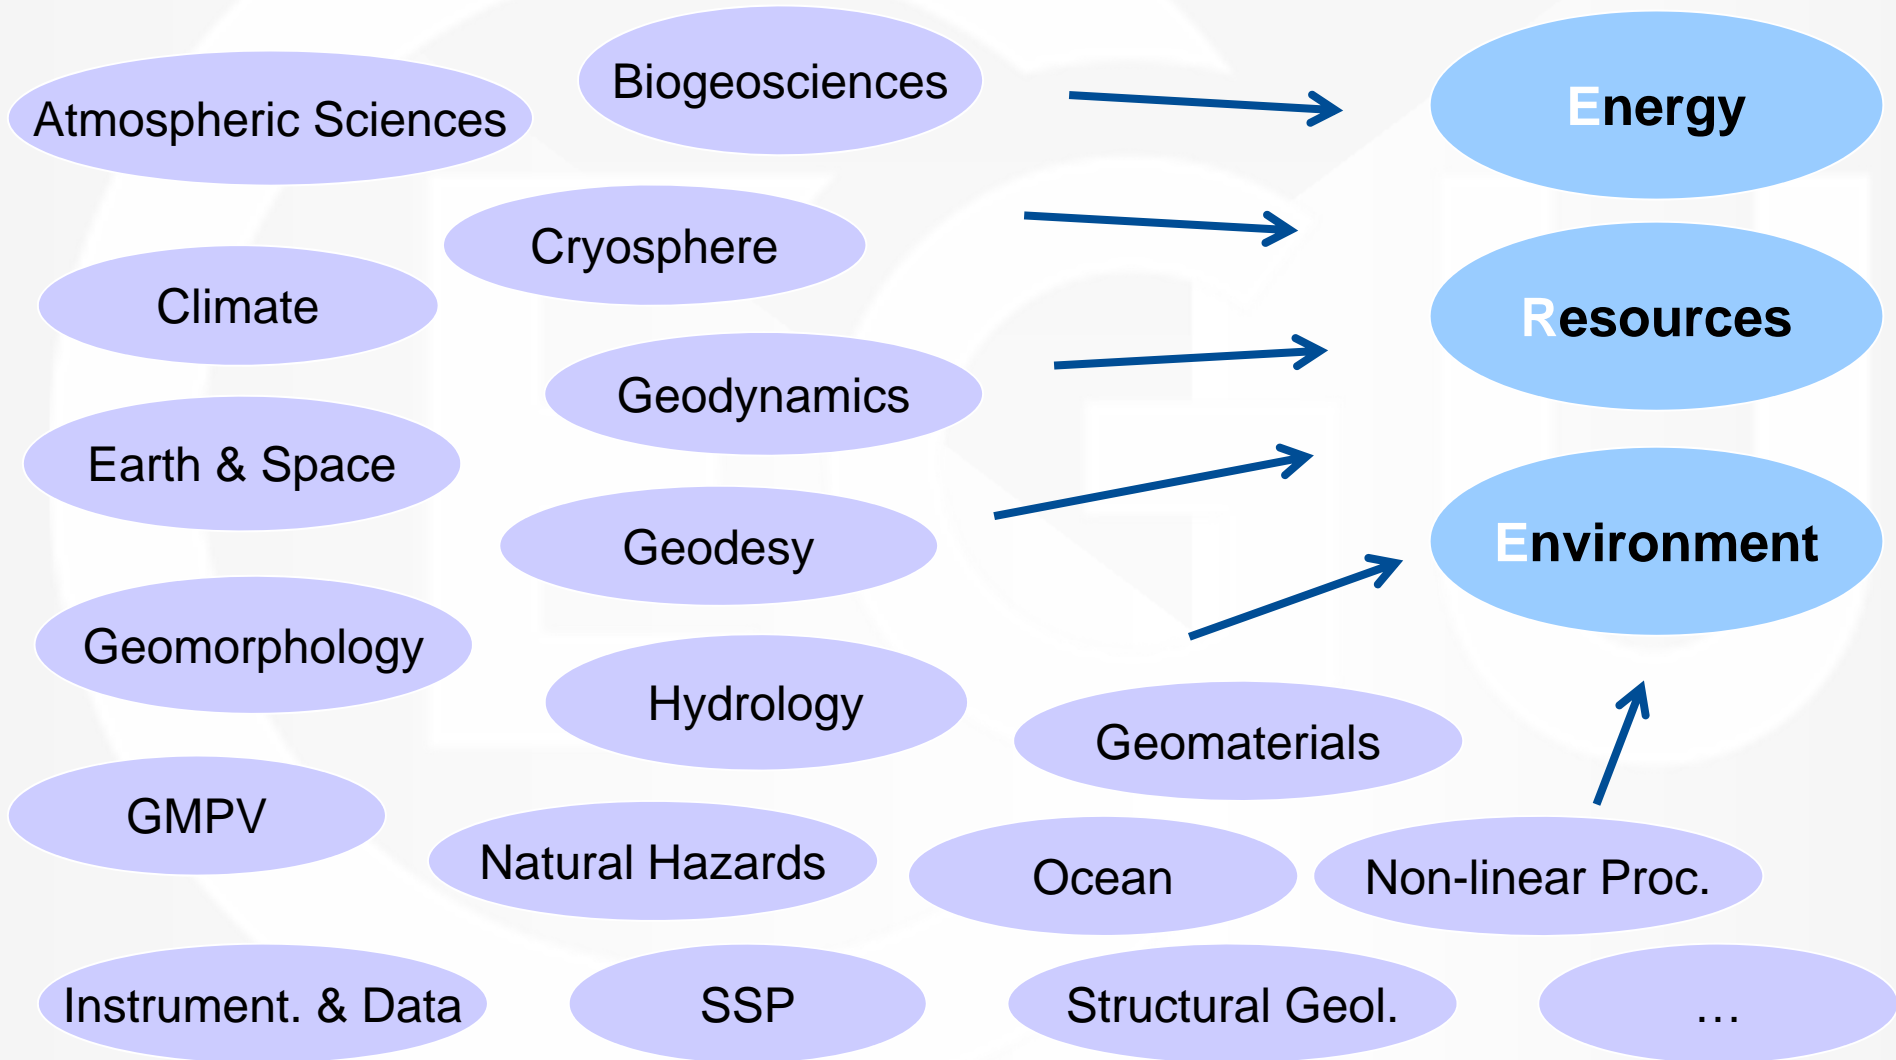 Atmospheric Sciences
Biogeosciences
Energy
Cryosphere
Climate
Resources
Geodynamics
Earth & Space
Geodesy
Environment
Geomorphology
Hydrology
Geomaterials
GMPV
Natural Hazards
Ocean
Non-linear Proc.
Instrument. & Data
SSP
Structural Geol.
…